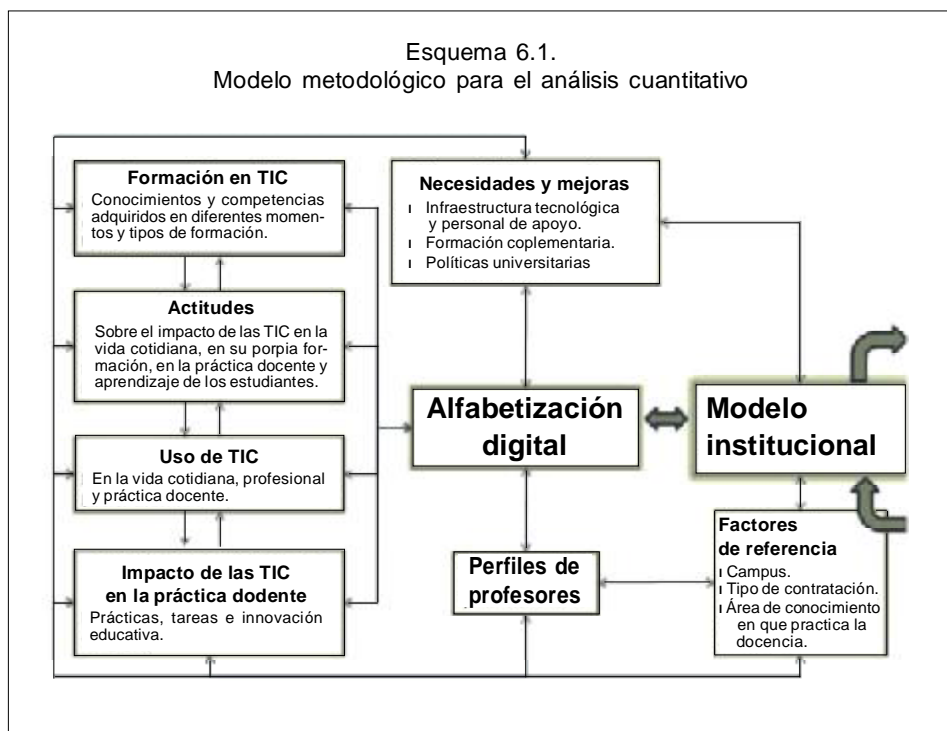 Esquema 6.1.
Modelo metodológico para el análisis cuantitativo
Formación en TIC
Conocimientos y competencias
adquiridos en diferentes momen-
tos y tipos de formación.
Actitudes
Sobre el impacto de las TIC en la
vida cotidiana, en su porpia for-
mación, en la práctica docente y
aprendizaje de los estudiantes.
Uso de TIC
En la vida cotidiana, profesional
y práctica docente.
Impacto de las TIC
en la práctica dodente
Prácticas, tareas e innovación
educativa.
Necesidades y mejoras
ı Infraestructura tecnológica
y personal de apoyo.
ı Formación coplementaria.
ı Políticas universitarias
Alfabetización
digital
Perfiles de
profesores
Modelo
institucional
Factores
de referencia
ı Campus.
ı Tipo de contratación.
ı Área de conocimiento
en que practica la
docencia.